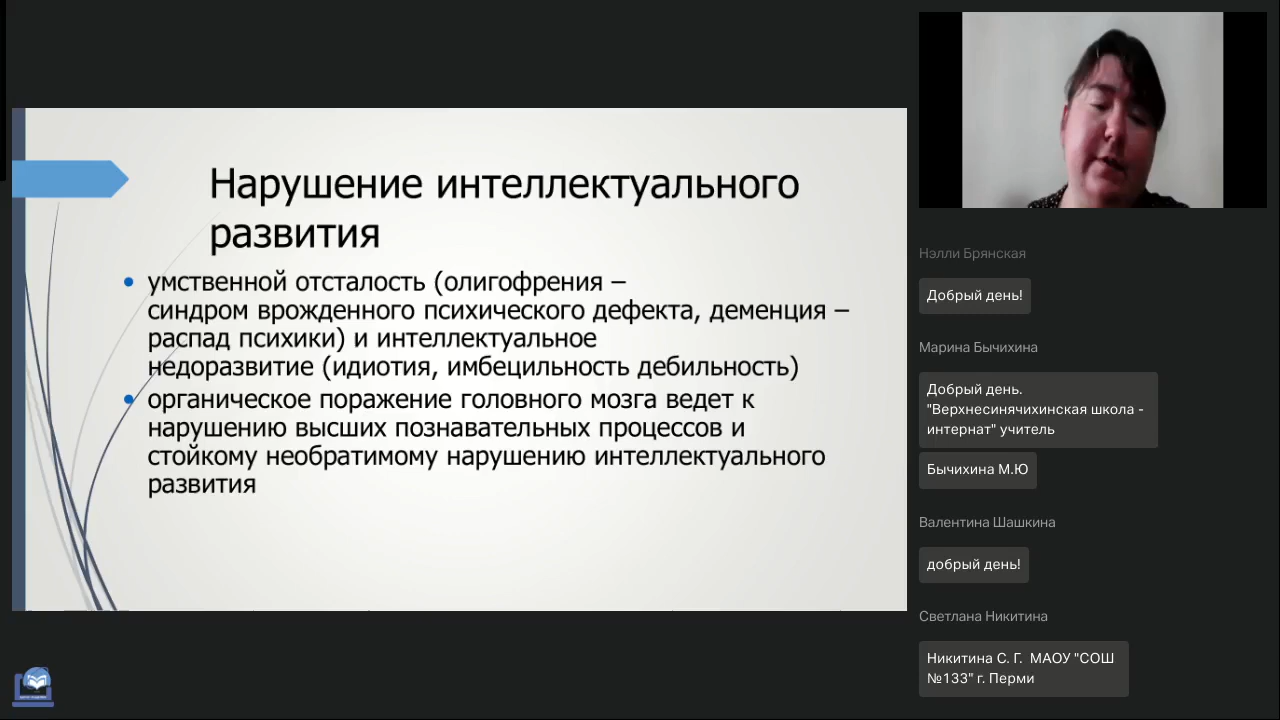 Нарушение интеллектуального
развития
• умственной отсталость (олигофрения –
синдром врожденного психического дефекта, деменция –
распад психики) и интеллектуальное
недоразвитие (идиотия, имбецильность дебильность)
• органическое поражение головного мозга ведет к
нарушению высших познавательных процессов и
стойкому необратимому нарушению интеллектуального
развития
Нэлли Брянская
Добрый день!
Марина Бычихина
Добрый день.
"Верхнесинячихинская школа -
интернат" учитель
Бычихина М.Ю
Валентина Шашкина
добрый день!
Светлана Никитина
Никитина С. Г. МАОУ "СОШ
№133" г. Перми